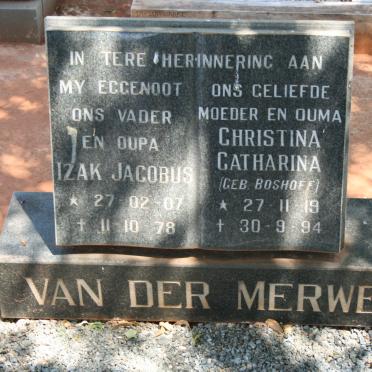 IN TERE HERINNERING AAN
MY EGGENOOT
ONS VADER
EN OUPA
IZAK JACOBUS
* 27-02-07
† 11-10-78
ONS GELIEFDE
MOEDER EN OUMA
CHRISTINA
CATHARINA
(GEB. BOSHOFF)
* 27-11-19
† 30-9-94
VAN DER MERWE